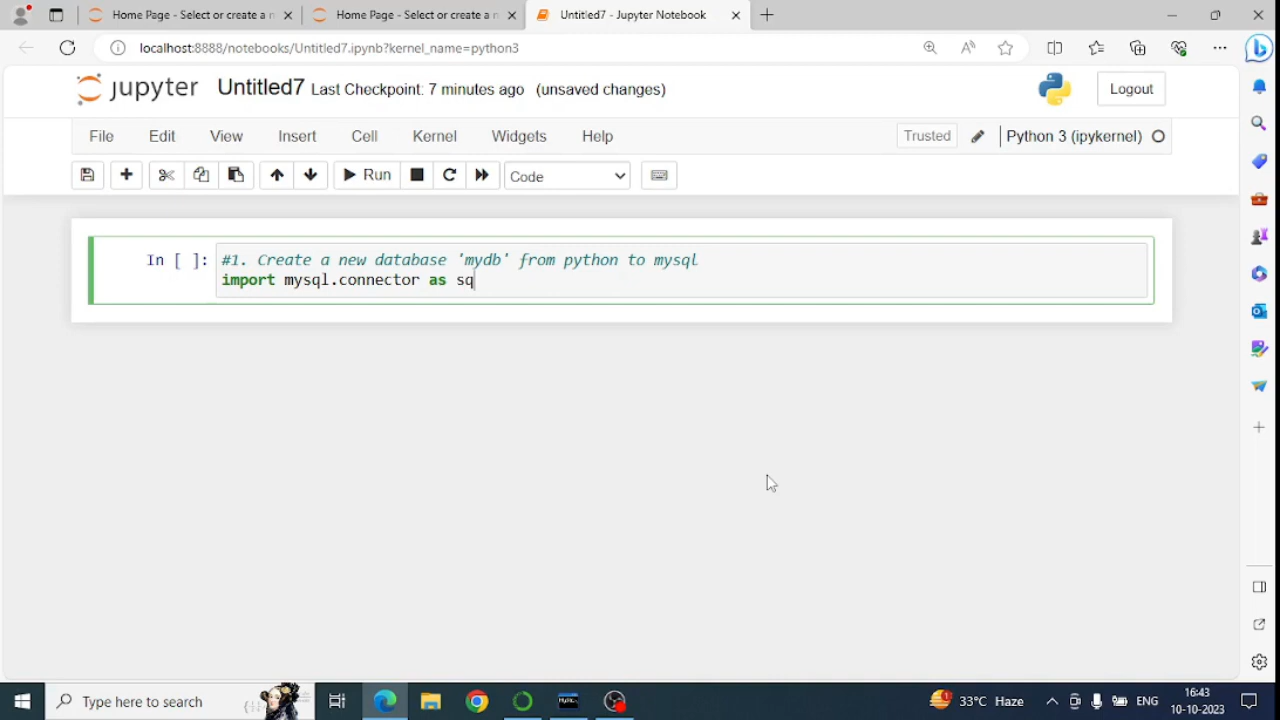 Home Page - Select or create a n
Home Page - Select or create a n
Untitled7 - Jupyter Notebook
localhost:8888/notebooks/Untitled7.ipynb?kernel_name=python3
jupyter Untitled7 Last Checkpoint: 7 minutes ago (unsaved changes)
Logout
File Edit View Insert Cell Kernel Widgets Help
Trusted
Python 3 (ipykernel)
Run
Code
In [ ]: #1. Create a new database 'mydb' from python to mysql
import mysql.connector as sq
Type here to search
33°C Haze
ENG
16:43
10-10-2023